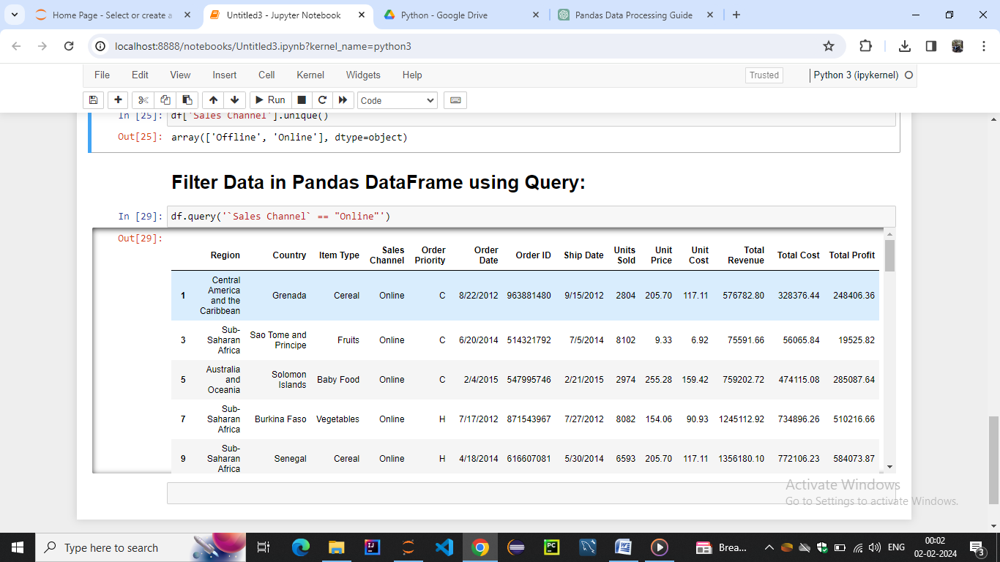 Home Page - Select or create a
Untitled3 - Jupyter Notebook
Python - Google Drive
Pandas Data Processing Guide
localhost:8888/notebooks/Untitled3.ipynb?kernel_name=python3
File Edit View Insert Cell Kernel Widgets Help
Trusted
Python 3 (ipykernel)
Run
Code
In [25]: df['Sales Channel'].unique()
Out[25]: array(['Offline', 'Online'], dtype=object)
Filter Data in Pandas DataFrame using Query:
In [29]: df.query('`Sales Channel` == "Online"')
Out[29]:
Region Country Item Type Sales Channel Order Priority Order Date Order ID Ship Date Units Sold Unit Price Unit Cost Total Revenue Total Cost Total Profit
1 Central America and the Caribbean Grenada Cereal Online C 8/22/2012 963881480 9/15/2012 2804 205.70 117.11 576782.80 328376.44 248406.36
3 Sub-Saharan Africa Sao Tome and Principe Fruits Online C 6/20/2014 514321792 7/5/2014 8102 9.33 6.92 75591.66 56065.84 19525.82
5 Australia and Oceania Solomon Islands Baby Food Online C 2/4/2015 547995746 2/21/2015 2974 255.28 159.42 759202.72 474115.08 285087.64
7 Sub-Saharan Africa Burkina Faso Vegetables Online H 7/17/2012 871543967 7/27/2012 8082 154.06 90.93 1245112.92 734896.26 510216.66
9 Sub-Saharan Africa Senegal Cereal Online H 4/18/2014 616607081 5/30/2014 6593 205.70 117.11 1356180.10 772106.23 584073.87
Activate Windows
Go to Settings to activate Windows.
Type here to search
Brea...
ENG
00:02
02-02-2024
3